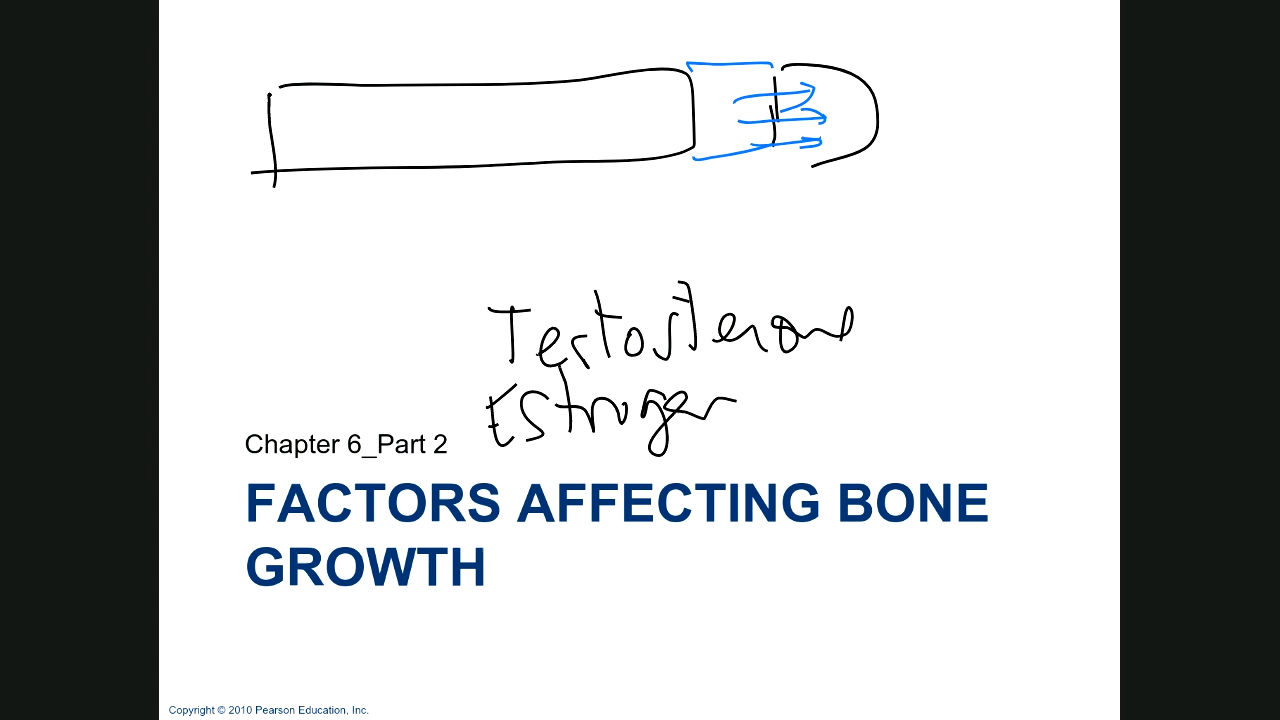 Testosterone
Estrogen
Chapter 6_Part 2
FACTORS AFFECTING BONE
GROWTH
Copyright © 2010 Pearson Education, Inc.